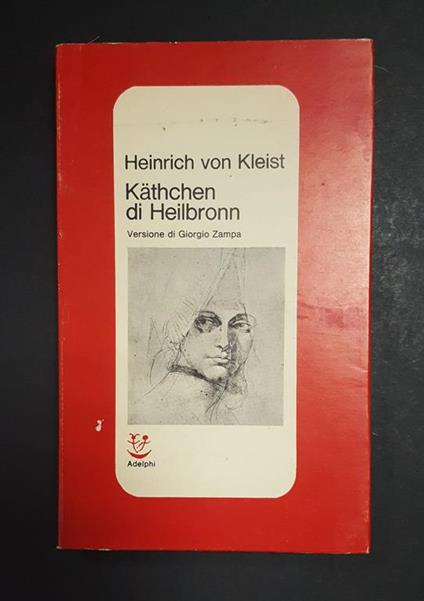 Heinrich von Kleist
Käthchen
di Heilbronn
Versione di Giorgio Zampa
Adelphi